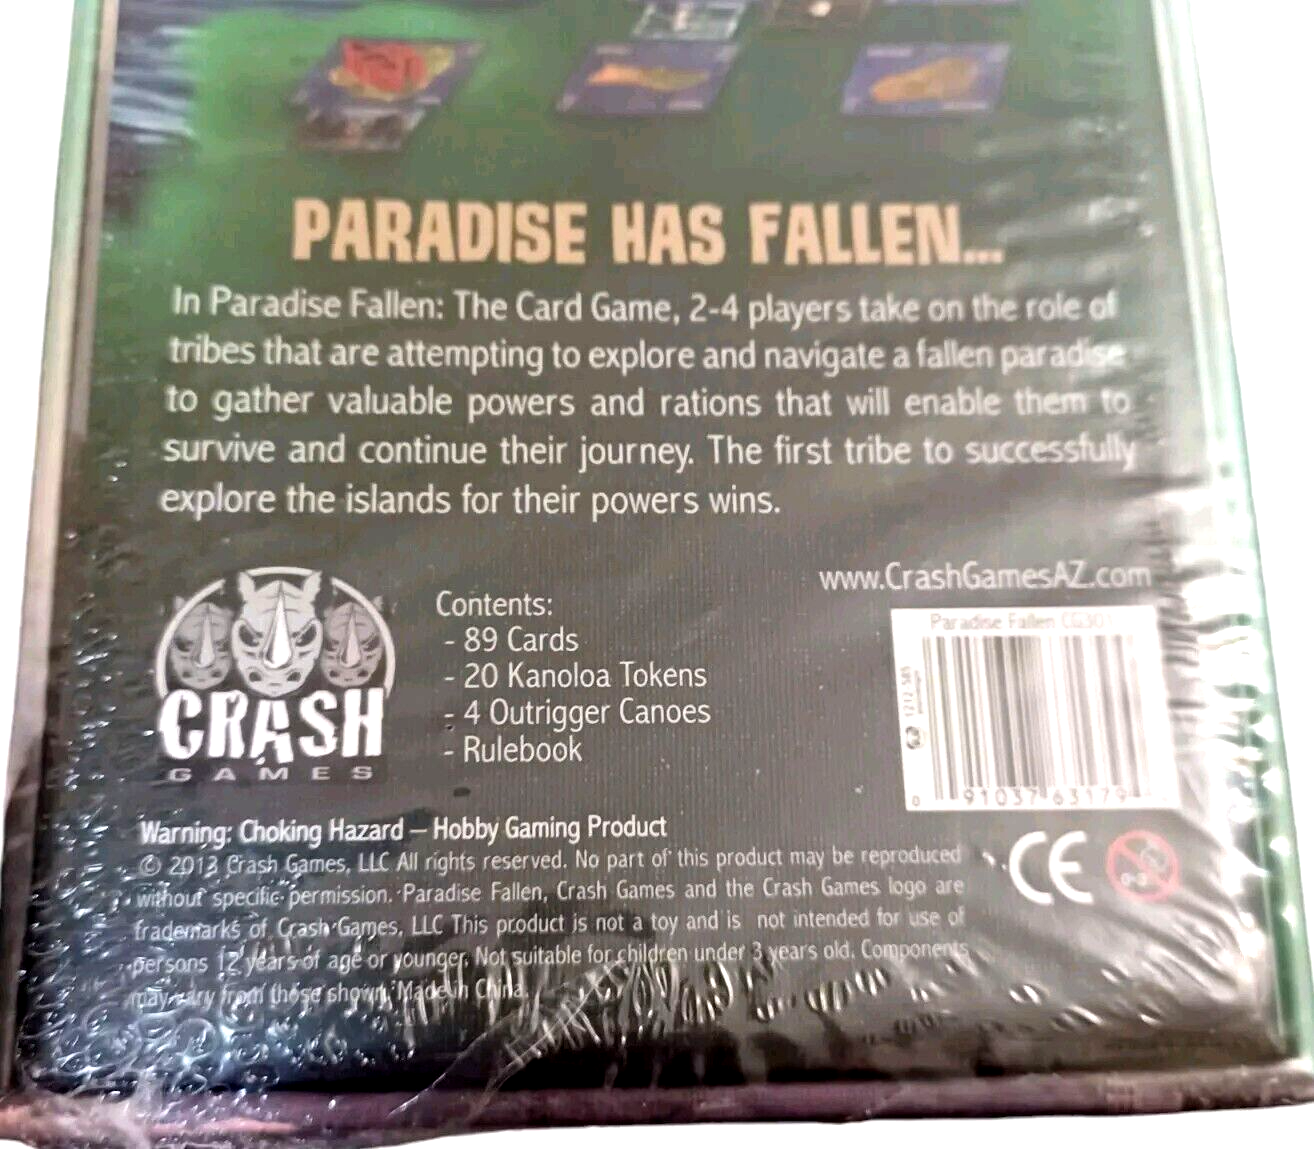 PARADISE HAS FALLEN...
In Paradise Fallen: The Card Game, 2-4 players take on the role of
tribes that are attempting to explore and navigate a fallen paradise
to gather valuable powers and rations that will enable them to
survive and continue their journey. The first tribe to successfully
explore the islands for their powers wins.
www.CrashGamesAZ.com
CRASH
GAMES
Contents:
- 89 Cards
- 20 Kanoloa Tokens
- 4 Outrigger Canoes
- Rulebook
Paradise Fallen
0 91037 63179
Warning: Choking Hazard – Hobby Gaming Product
© 2013 Crash Games, LLC All rights reserved. No part of this product may be reproduced
without specific permission. Paradise Fallen, Crash Games and the Crash Games logo are
trademarks of Crash Games, LLC This product is not a toy and is not intended for use of
persons 12 years of age or younger. Not suitable for children under 3 years old. Components
may vary from those shown. Made in China.
CE
0-3